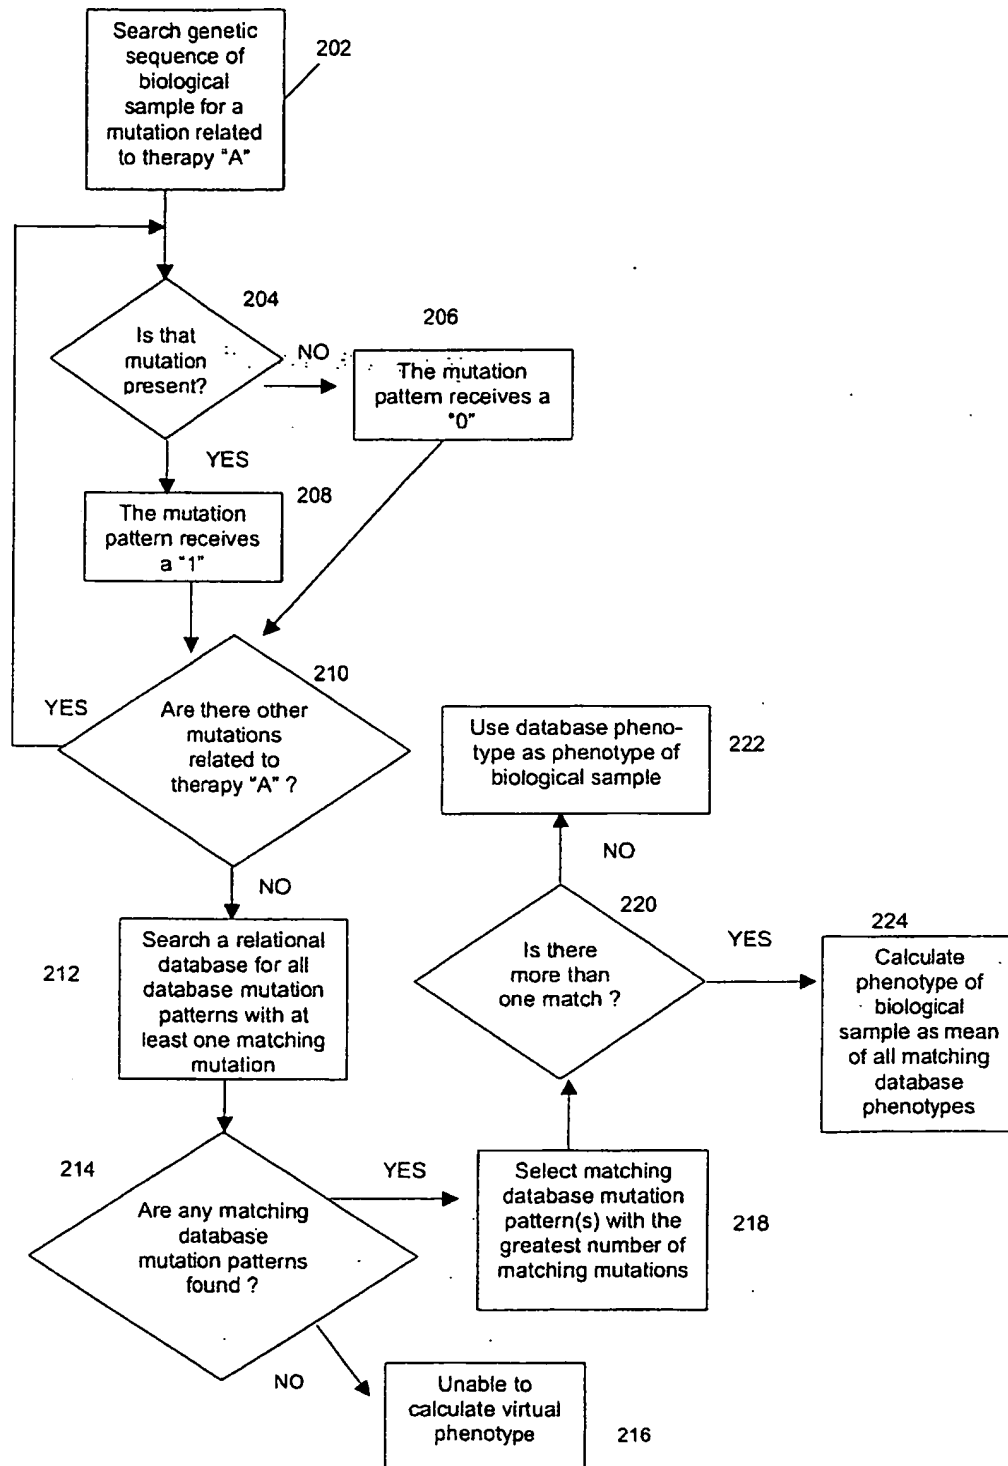 Search genetic
sequence of
biological
sample for a
mutation related
to therapy "A"
202
204
Is that
mutation
present?
NO
206
The mutation
pattern receives a
"0"
YES
208
The mutation
pattern receives
a "1"
210
YES
Are there other
mutations
related to
therapy "A" ?
NO
212
Search a relational
database for all
database mutation
patterns with at
least one matching
mutation
214
Are any matching
database
mutation patterns
found ?
YES
NO
Unable to
calculate virtual
phenotype
216
Select matching
database mutation
pattern(s) with the
greatest number of
matching mutations
218
220
Is there
more than
one match ?
NO
Use database pheno-
type as phenotype of
biological sample
222
YES
224
Calculate
phenotype of
biological
sample as mean
of all matching
database
phenotypes